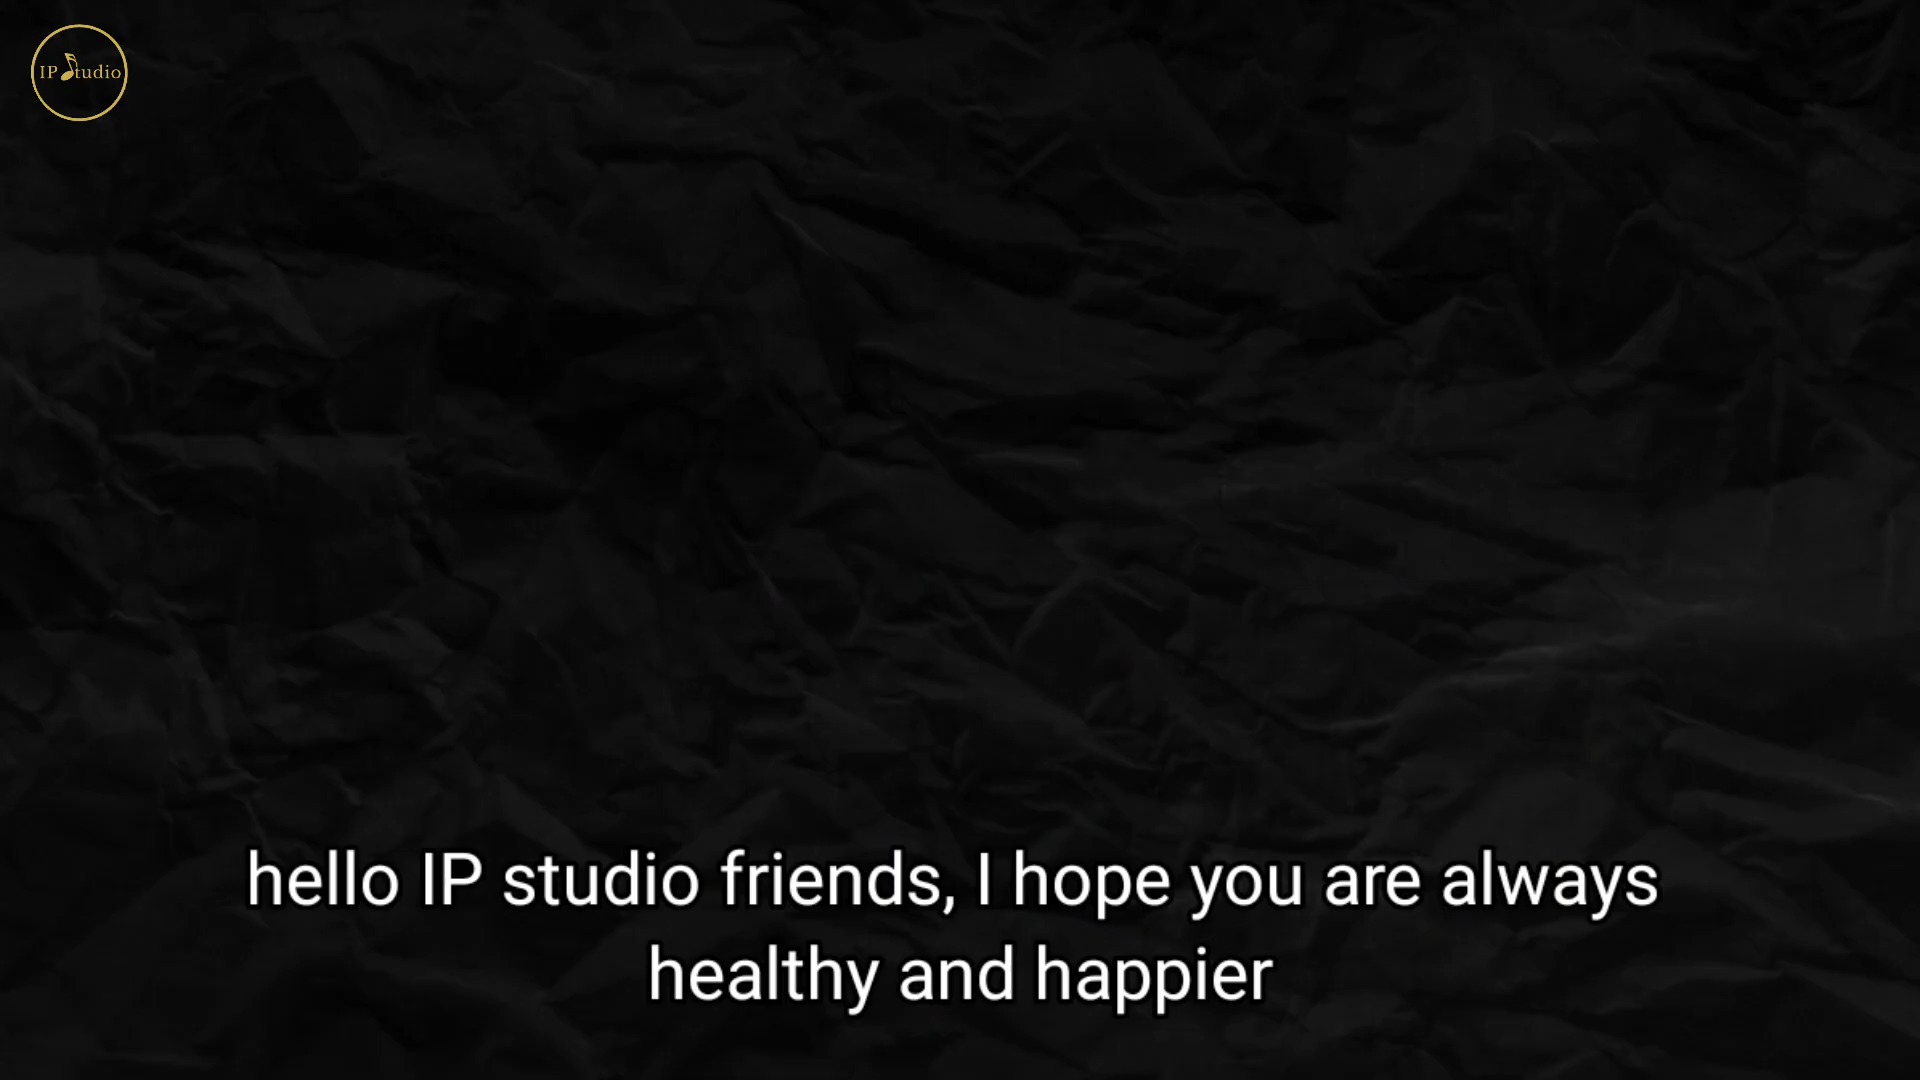 IP Studio
hello IP studio friends, I hope you are always
healthy and happier